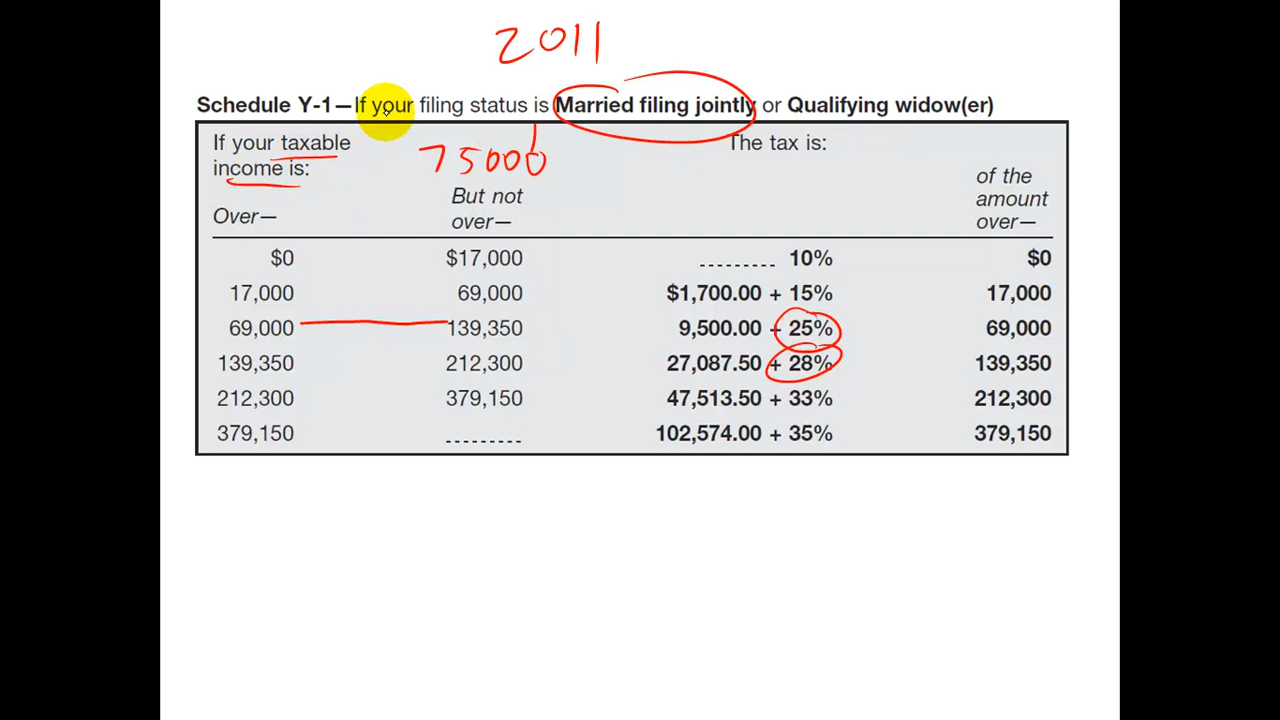 2011
Schedule Y-1—If your filing status is Married filing jointly or Qualifying widow(er)
If your taxable income is:
75000
The tax is:
Over—
But not over—
of the amount over—
$0 $17,000 ......... 10% $0
17,000 69,000 $1,700.00 + 15% 17,000
69,000 139,350 9,500.00 + 25% 69,000
139,350 212,300 27,087.50 + 28% 139,350
212,300 379,150 47,513.50 + 33% 212,300
379,150 ......... 102,574.00 + 35% 379,150